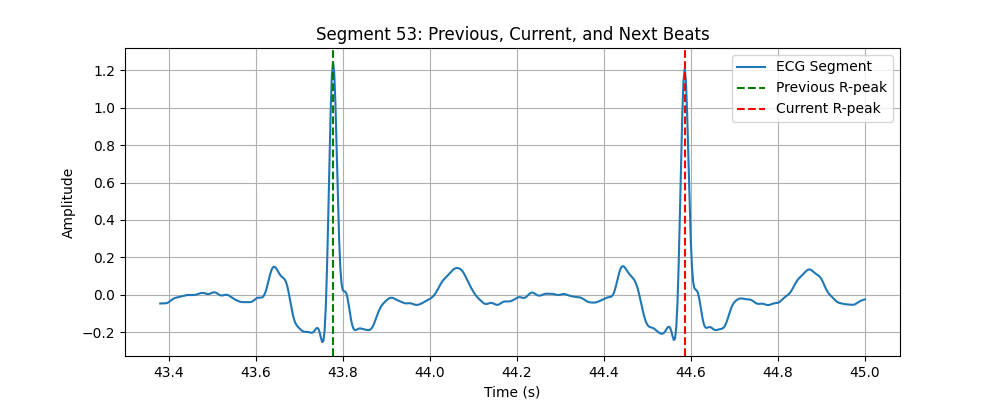 Segment 53: Previous, Current, and Next Beats
ECG Segment
Previous R-peak
Current R-peak
Amplitude
1.2
1.0
0.8
0.6
0.4
0.2
0.0
−0.2
43.4 43.6 43.8 44.0 44.2 44.4 44.6 44.8 45.0
Time (s)